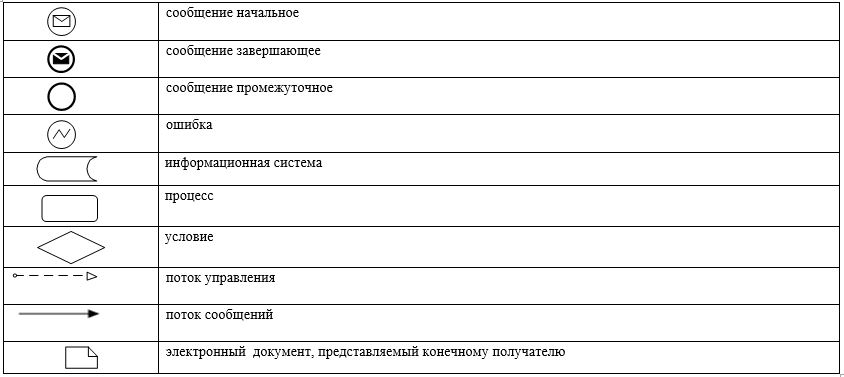 сообщение начальное
сообщение завершающее
сообщение промежуточное
ошибка
информационная система
процесс
условие
поток управления
поток сообщений
электронный  документ, представляемый конечному получателю